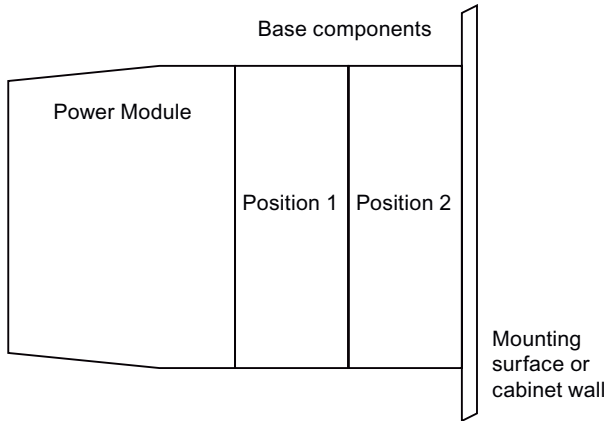 Base components
Power Module
Position 1
Position 2
Mounting
surface or
cabinet wall